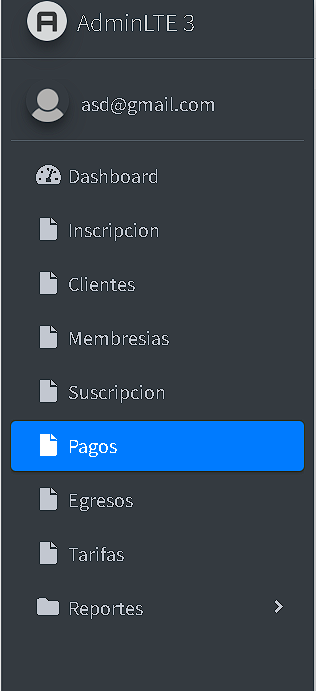 AdminLTE 3
asd@gmail.com
Dashboard
Inscripcion
Clientes
Membresias
Suscripcion
Pagos
Egresos
Tarifas
Reportes